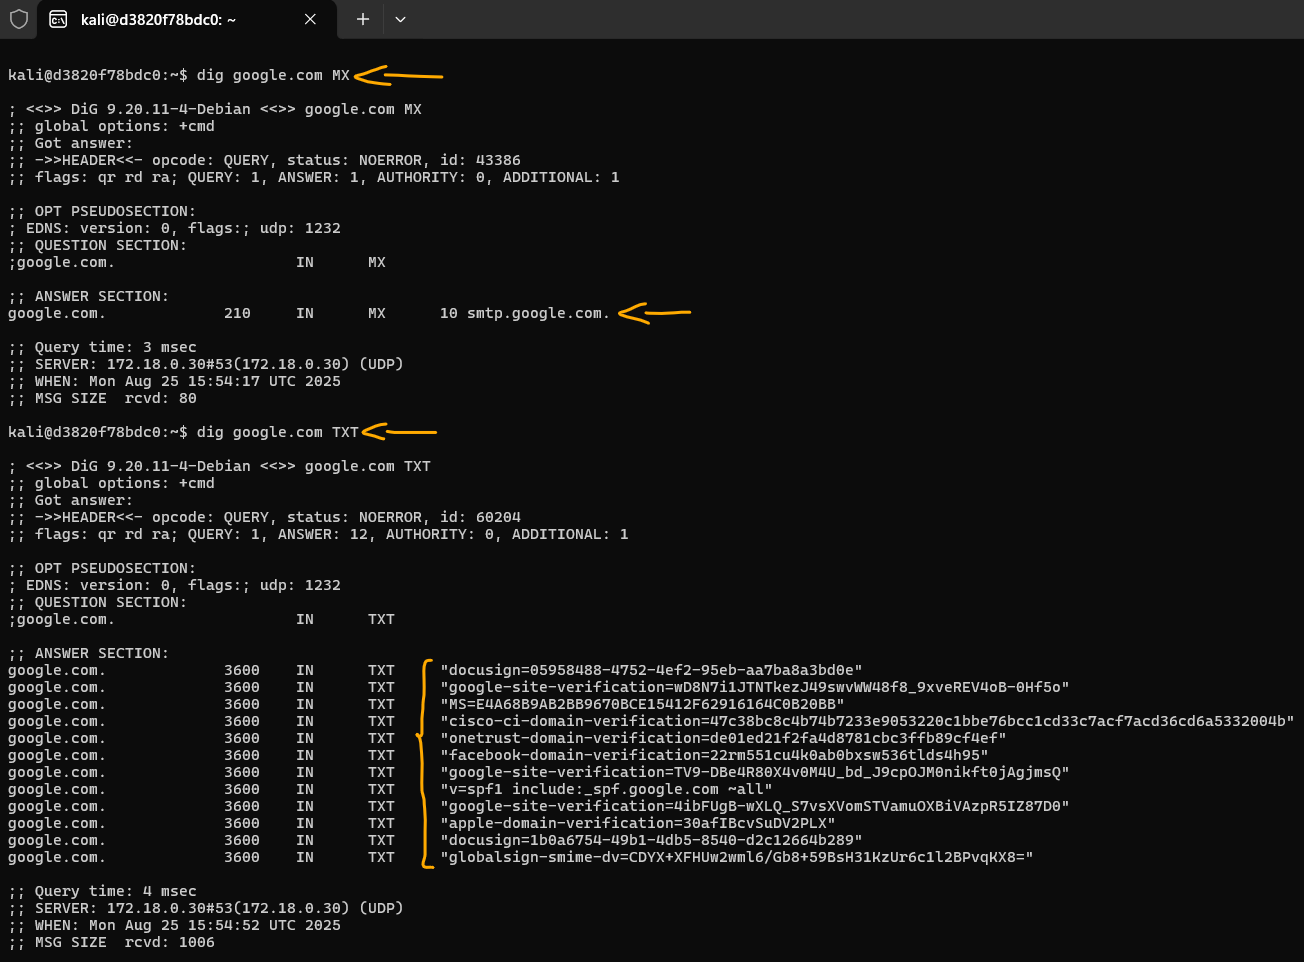 kali@d3820f78bdc0: ~
kali@d3820f78bdc0:~$ dig google.com MX
; <<>> DiG 9.20.11-4-Debian <<>> google.com MX
;; global options: +cmd
;; Got answer:
;; ->>HEADER<<- opcode: QUERY, status: NOERROR, id: 43386
;; flags: qr rd ra; QUERY: 1, ANSWER: 1, AUTHORITY: 0, ADDITIONAL: 1
;; OPT PSEUDOSECTION:
; EDNS: version: 0, flags:; udp: 1232
;; QUESTION SECTION:
;google.com. IN MX
;; ANSWER SECTION:
google.com. 210 IN MX 10 smtp.google.com.
;; Query time: 3 msec
;; SERVER: 172.18.0.30#53(172.18.0.30) (UDP)
;; WHEN: Mon Aug 25 15:54:17 UTC 2025
;; MSG SIZE  rcvd: 80
kali@d3820f78bdc0:~$ dig google.com TXT
; <<>> DiG 9.20.11-4-Debian <<>> google.com TXT
;; global options: +cmd
;; Got answer:
;; ->>HEADER<<- opcode: QUERY, status: NOERROR, id: 60204
;; flags: qr rd ra; QUERY: 1, ANSWER: 12, AUTHORITY: 0, ADDITIONAL: 1
;; OPT PSEUDOSECTION:
; EDNS: version: 0, flags:; udp: 1232
;; QUESTION SECTION:
;google.com. IN TXT
;; ANSWER SECTION:
google.com. 3600 IN TXT "docusign=05958488-4752-4ef2-95eb-aa7ba8a3bd0e"
google.com. 3600 IN TXT "google-site-verification=wD8N7i1JTNTkezJ49swvWW48f8_9xveREV4oB-0Hf5o"
google.com. 3600 IN TXT "MS=E4A68B9AB2BB9670BCE15412F62916164C0B20BB"
google.com. 3600 IN TXT "cisco-ci-domain-verification=47c38bc8c4b74b7233e9053220c1bbe76bcc1cd33c7acf7acd36cd6a5332004b"
google.com. 3600 IN TXT "onetrust-domain-verification=de01ed21f2fa4d8781cbc3ffb89cf4ef"
google.com. 3600 IN TXT "facebook-domain-verification=22rm551cu4k0ab0bxsw536tlds4h95"
google.com. 3600 IN TXT "google-site-verification=TV9-DBe4R80X4v0M4U_bd_J9cpOJM0nikft0jAgjmsQ"
google.com. 3600 IN TXT "v=spf1 include:_spf.google.com ~all"
google.com. 3600 IN TXT "google-site-verification=4ibFUgB-wXLQ_S7vsXVomSTVamuOXBiVAzpR5IZ87D0"
google.com. 3600 IN TXT "apple-domain-verification=30afIBcvSuDV2PLX"
google.com. 3600 IN TXT "docusign=1b0a6754-49b1-4db5-8540-d2c12664b289"
google.com. 3600 IN TXT "globalsign-smime-dv=CDYX+XFHUw2wml6/Gb8+59BsH31KzUr6c1l2BPvqKX8="
;; Query time: 4 msec
;; SERVER: 172.18.0.30#53(172.18.0.30) (UDP)
;; WHEN: Mon Aug 25 15:54:52 UTC 2025
;; MSG SIZE  rcvd: 1006